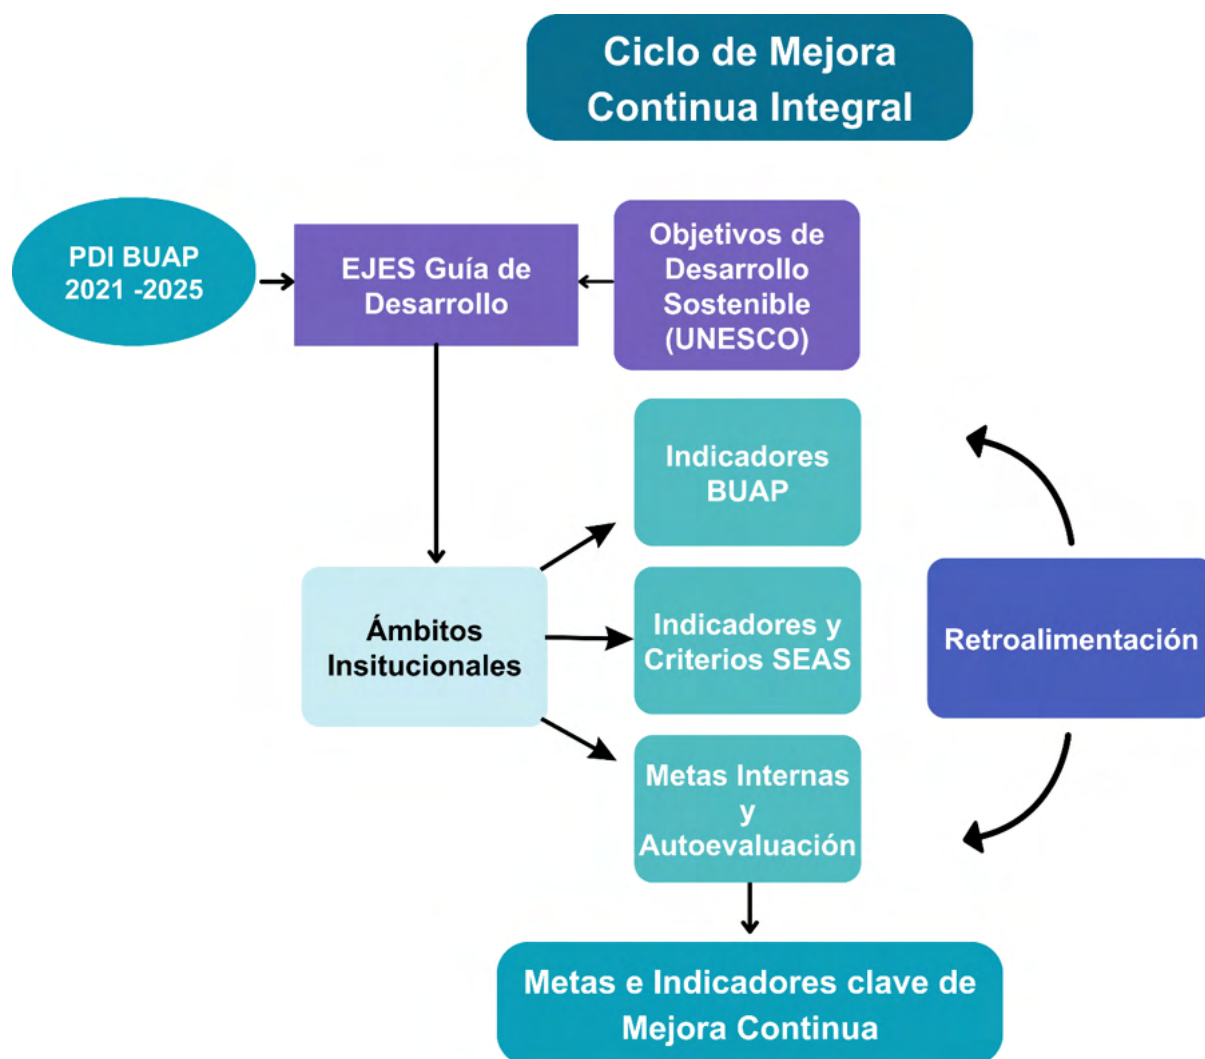 Ciclo de Mejora
Continua Integral
PDI BUAP
2021 -2025
EJES Guía de
Desarrollo
Objetivos de
Desarrollo
Sostenible
(UNESCO)
Indicadores
BUAP
Ámbitos
Insitucionales
Indicadores y
Criterios SEAS
Retroalimentación
Metas Internas
y
Autoevaluación
Metas e Indicadores clave de
Mejora Continua